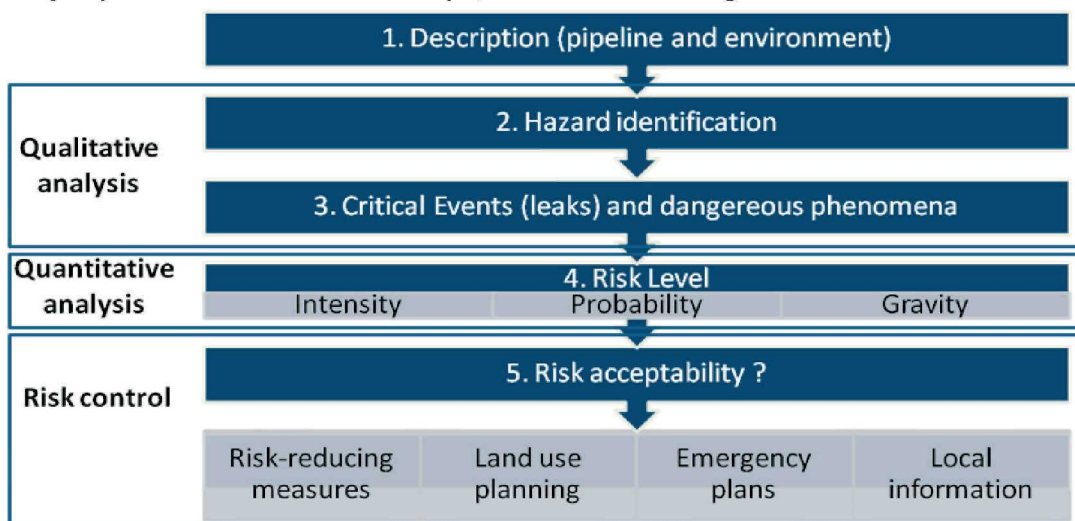 1. Description (pipeline and environment)
Qualitative
analysis
2. Hazard identification
3. Critical Events (leaks) and dangereous phenomena
Quantitative
analysis
4. Risk Level
Intensity
Probability
Gravity
Risk control
5. Risk acceptability ?
Risk-reducing
measures
Land use
planning
Emergency
plans
Local
information